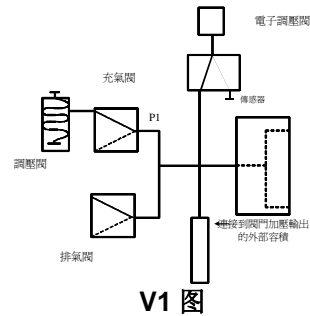 電子調壓閥
充氣閥
P1
傳感器
調壓閥
連接到閥門加壓輸出
的外部容積
排氣閥
V1 图